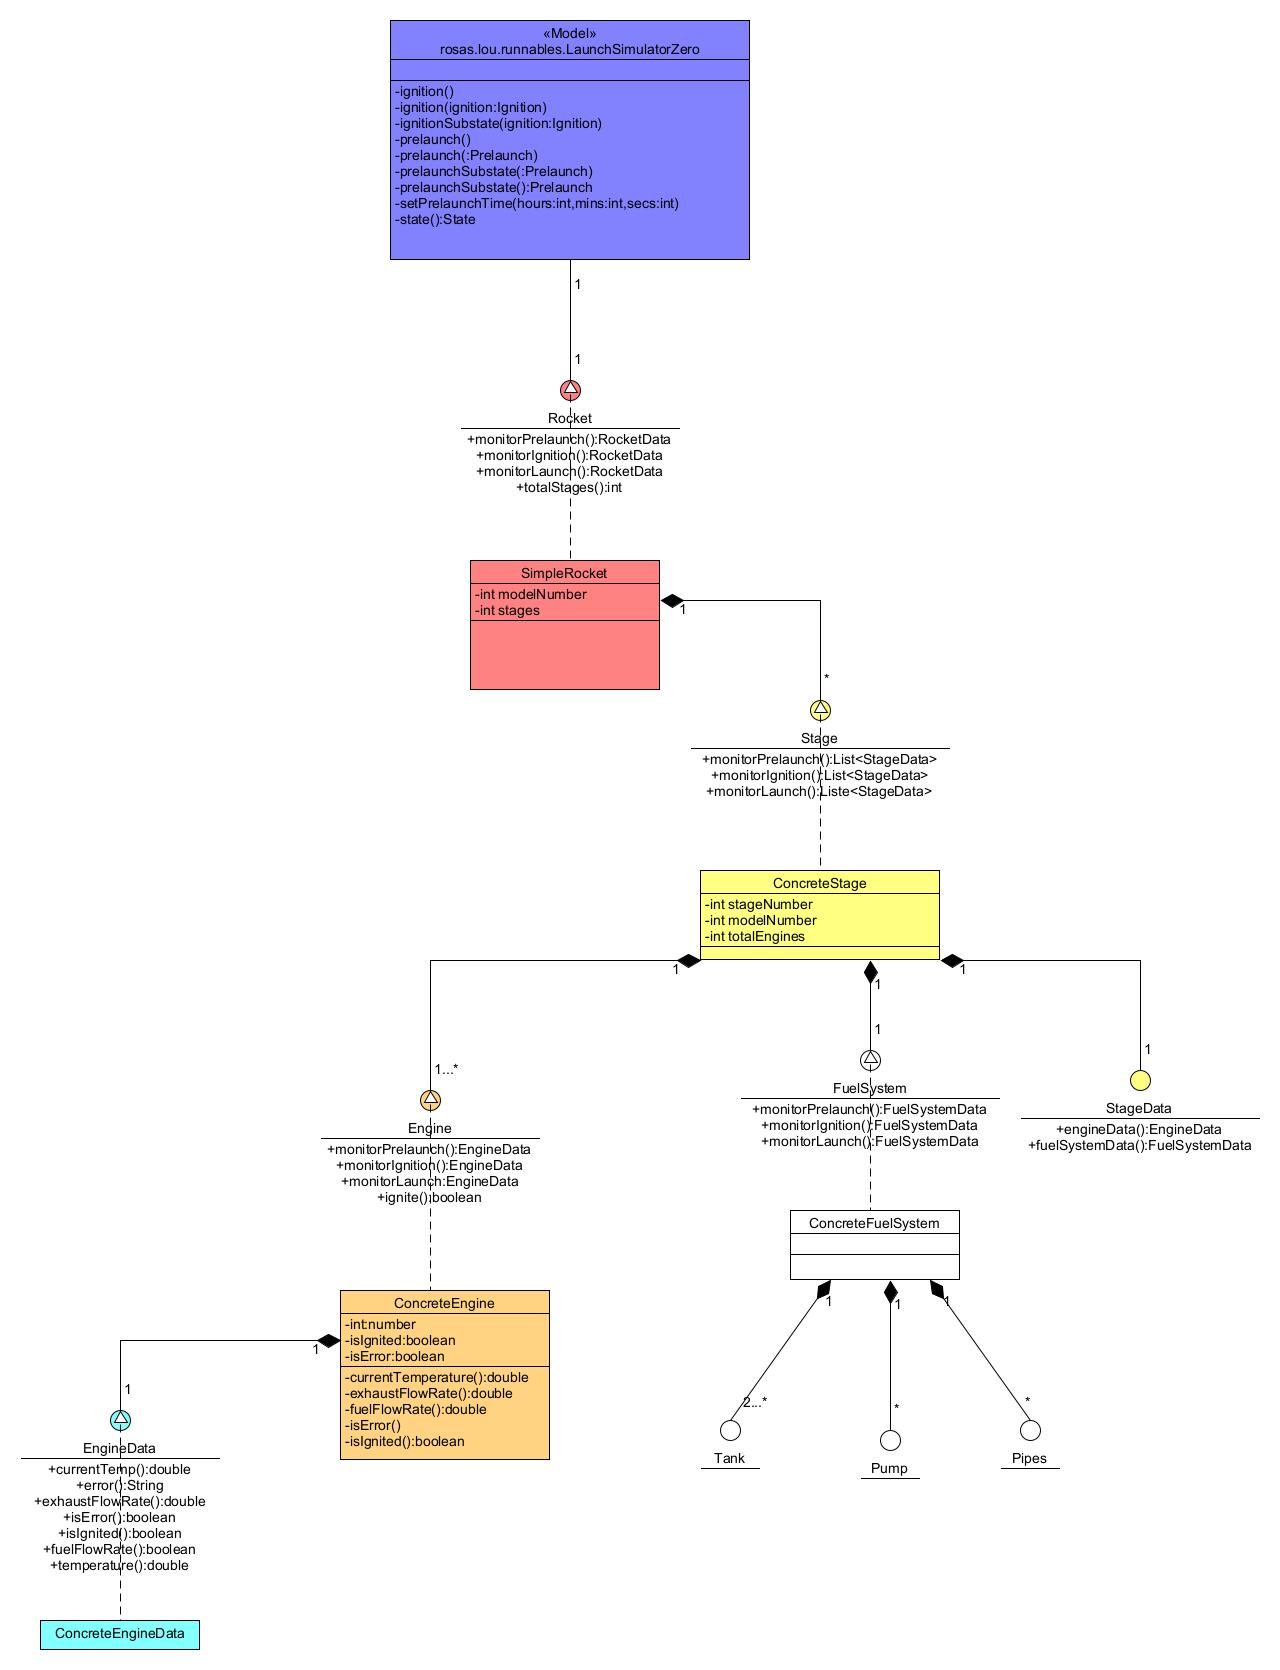 «Model»
rosas.lou.runnables.LaunchSimulatorZero
-ignition()
-ignition(ignition:Ignition)
-ignitionSubstate(ignition:Ignition)
-prelaunch()
-prelaunch(:Prelaunch)
-prelaunchSubstate(:Prelaunch)
-prelaunchSubstate():Prelaunch
-setPrelaunchTime(hours:int,mins:int,secs:int)
-state():State
1
1
Rocket
+monitorPrelaunch():RocketData
+monitorIgnition():RocketData
+monitorLaunch():RocketData
+totalStages():int
SimpleRocket
-int modelNumber
-int stages
1
*
Stage
+monitorPrelaunch():List<StageData>
+monitorIgnition():List<StageData>
+monitorLaunch():Liste<StageData>
ConcreteStage
-int stageNumber
-int modelNumber
-int totalEngines
1
1
1
1...*
1
1
Engine
+monitorPrelaunch():EngineData
+monitorIgnition():EngineData
+monitorLaunch:EngineData
+ignite():boolean
FuelSystem
+monitorPrelaunch():FuelSystemData
+monitorIgnition():FuelSystemData
+monitorLaunch():FuelSystemData
StageData
+engineData():EngineData
+fuelSystemData():FuelSystemData
ConcreteFuelSystem
1
1
1
2...*
*
*
Tank
Pump
Pipes
ConcreteEngine
-int:number
-isIgnited:boolean
-isError:boolean
-currentTemperature():double
-exhaustFlowRate():double
-fuelFlowRate():double
-isError()
-isIgnited():boolean
1
1
EngineData
+currentTemp():double
+error():String
+exhaustFlowRate():double
+isError():boolean
+isIgnited():boolean
+fuelFlowRate():boolean
+temperature():double
ConcreteEngineData